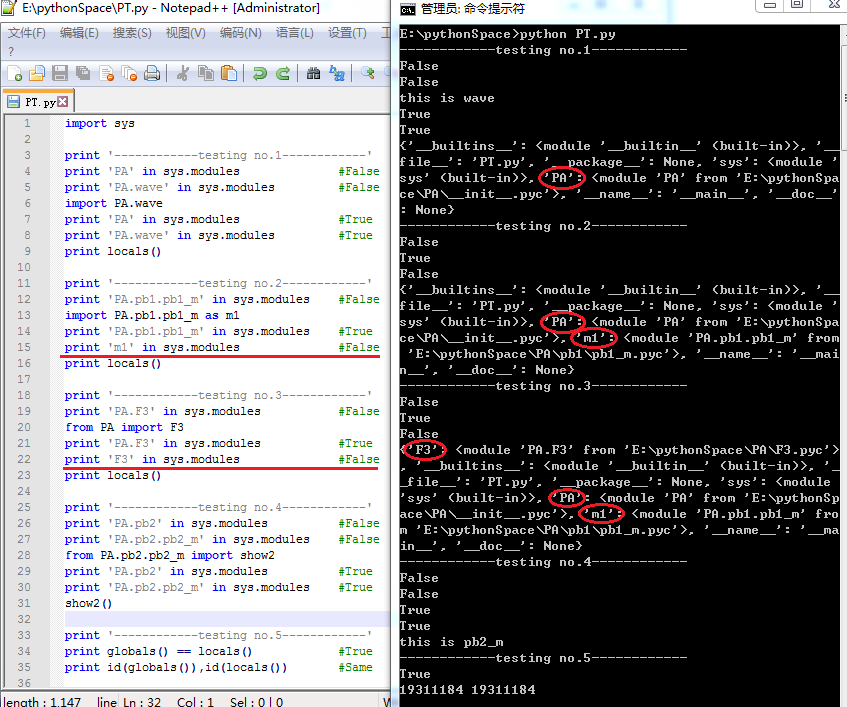 E:\pythonSpace\PT.py - Notepad++ [Administrator]
文件(F) 编辑(E) 搜索(S) 视图(V) 编码(N) 语言(L) 设置(T)
?
PT.py
1 import sys
2
3 print '------------testing no.1------------'
4 print 'PA' in sys.modules #False
5 print 'PA.wave' in sys.modules #False
6 import PA.wave
7 print 'PA' in sys.modules #True
8 print 'PA.wave' in sys.modules #True
9 print locals()
10
11 print '------------testing no.2------------'
12 print 'PA.pb1.pb1_m' in sys.modules #False
13 import PA.pb1.pb1_m as m1
14 print 'PA.pb1.pb1_m' in sys.modules #True
15 print 'm1' in sys.modules #False
16 print locals()
17
18 print '------------testing no.3------------'
19 print 'PA.F3' in sys.modules #False
20 from PA import F3
21 print 'PA.F3' in sys.modules #True
22 print 'F3' in sys.modules #False
23 print locals()
24
25 print '------------testing no.4------------'
26 print 'PA.pb2' in sys.modules #False
27 print 'PA.pb2.pb2_m' in sys.modules #False
28 from PA.pb2.pb2_m import show2
29 print 'PA.pb2' in sys.modules #True
30 print 'PA.pb2.pb2_m' in sys.modules #True
31 show2()
32
33 print '------------testing no.5------------'
34 print globals() == locals() #True
35 print id(globals()),id(locals()) #Same
36
length : 1,147 line Ln : 32 Col : 1 Sel : 0 | 0
管理员: 命令提示符
E:\pythonSpace>python PT.py
------------testing no.1------------
False
False
this is wave
True
True
{'__builtins__': <module '__builtin__' (built-in)>, '__
file__': 'PT.py', '__package__': None, 'sys': <module '
sys' (built-in)>, 'PA': <module 'PA' from 'E:\pythonSpa
ce\PA\__init__.pyc'>, '__name__': '__main__', '__doc__'
: None}
------------testing no.2------------
False
True
False
{'__builtins__': <module '__builtin__' (built-in)>, '__
file__': 'PT.py', '__package__': None, 'sys': <module '
sys' (built-in)>, 'PA': <module 'PA' from 'E:\pythonSpa
ce\PA\__init__.pyc'>, 'm1': <module 'PA.pb1.pb1_m' from
'E:\pythonSpace\PA\pb1\pb1_m.pyc'>, '__name__': '__mai
n__', '__doc__': None}
------------testing no.3------------
False
True
False
{'F3': <module 'PA.F3' from 'E:\pythonSpace\PA\F3.pyc'>
, '__builtins__': <module '__builtin__' (built-in)>, '_
_file__': 'PT.py', '__package__': None, 'sys': <module
'sys' (built-in)>, 'PA': <module 'PA' from 'E:\pythonSp
ace\PA\__init__.pyc'>, 'm1': <module 'PA.pb1.pb1_m' fro
m 'E:\pythonSpace\PA\pb1\pb1_m.pyc'>, '__name__': '__ma
in__', '__doc__': None}
------------testing no.4------------
False
False
True
True
this is pb2_m
------------testing no.5------------
True
19311184 19311184